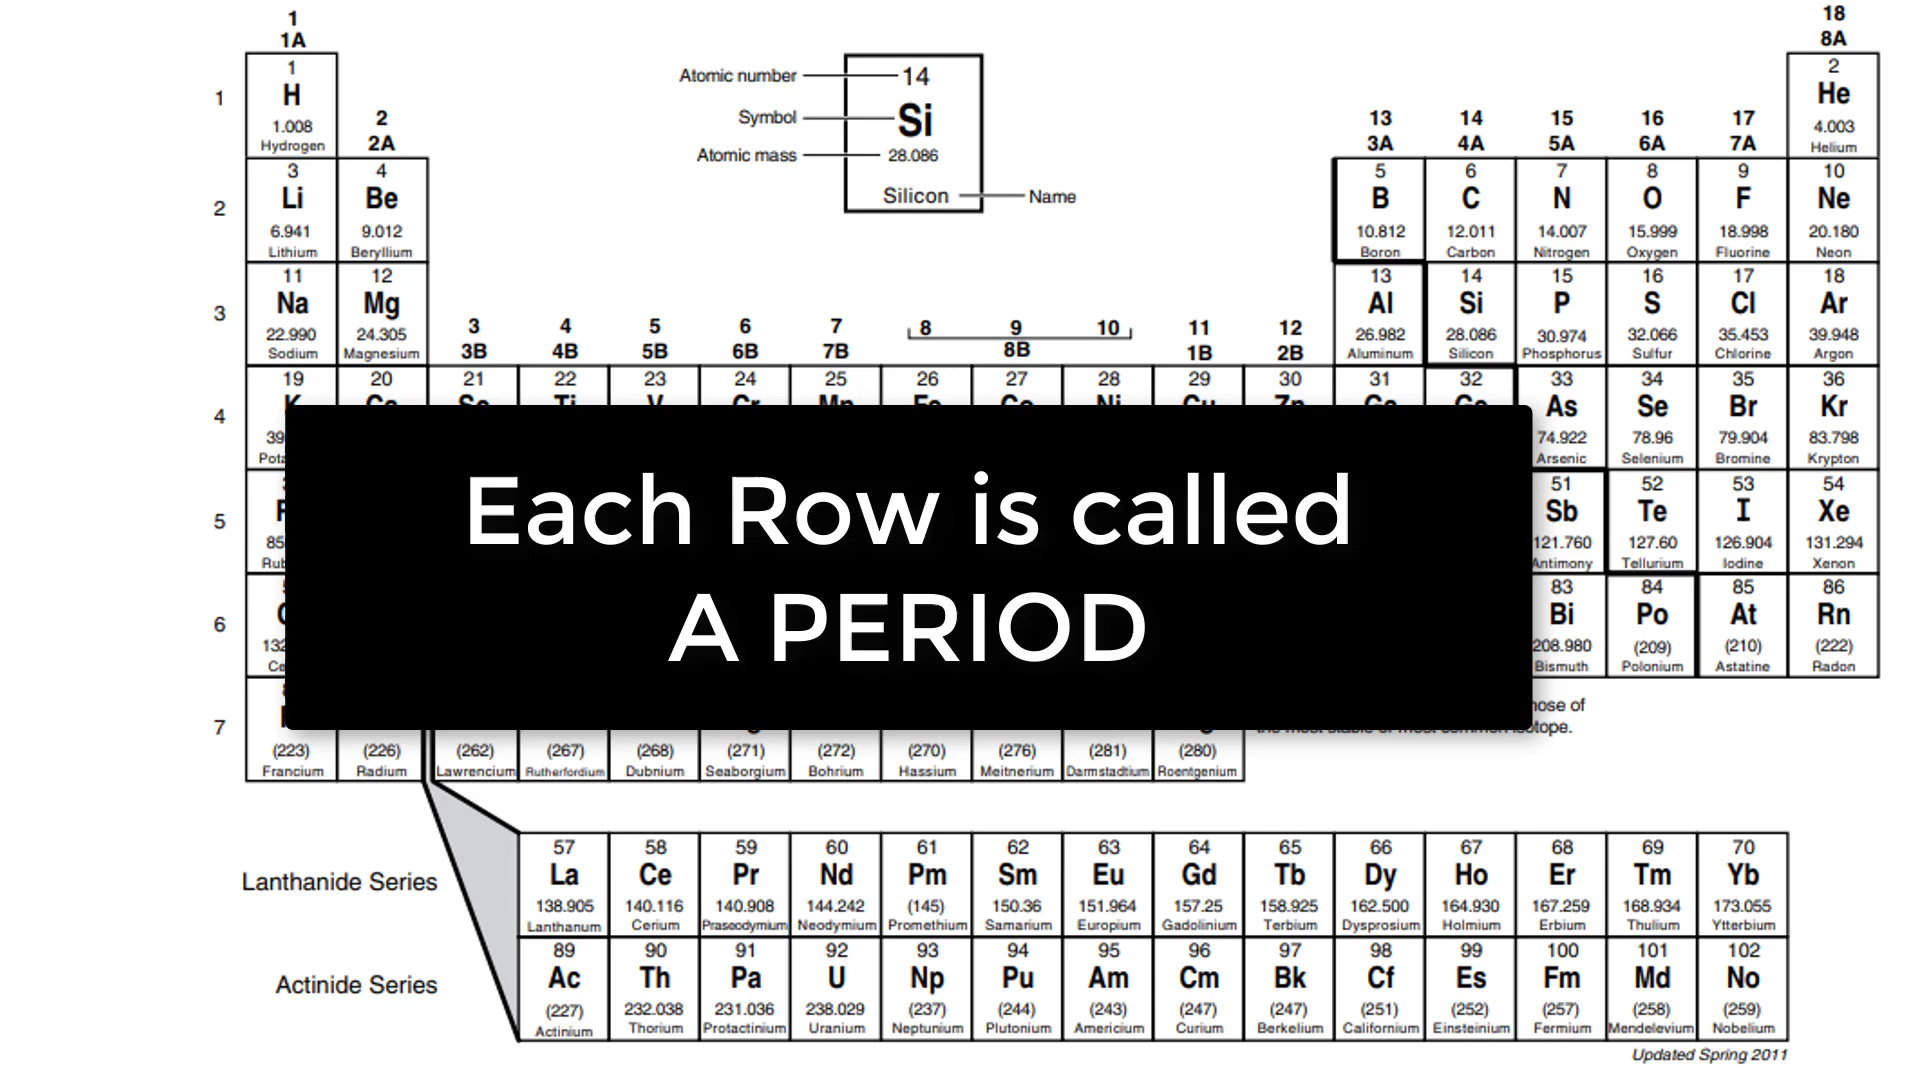 1 18
1A 8A
1 Atomic number 14 2
1 H Symbol Si He
1.008 Atomic mass 28.086 4.003
Hydrogen Silicon Name Helium
2 13 14 15 16 17
2A 3A 4A 5A 6A 7A
3 4 5 6 7 8 9 10
2 Li Be B C N O F Ne
6.941 9.012 10.812 12.011 14.007 15.999 18.998 20.180
Lithium Beryllium Boron Carbon Nitrogen Oxygen Fluorine Neon
11 12 13 14 15 16 17 18
3 Na Mg Al Si P S Cl Ar
22.990 24.305 26.982 28.086 30.974 32.066 35.453 39.948
Sodium Magnesium Aluminum Silicon Phosphorus Sulfur Chlorine Argon
3 4 5 6 7 8 9 10 11 12
3B 4B 5B 6B 7B 8B 1B 2B
19 20 21 22 23 24 25 26 27 28 29 30 31 32 33 34 35 36
4 As Se Br Kr
74.922 78.96 79.904 83.798
Arsenic Selenium Bromine Krypton
Each Row is called
A PERIOD
51 52 53 54
5 Sb Te I Xe
121.760 127.60 126.904 131.294
Antimony Tellurium Iodine Xenon
83 84 85 86
6 Bi Po At Rn
208.980 (209) (210) (222)
Bismuth Polonium Astatine Radon
7
(223) (226) (262) (267) (268) (271) (272) (270) (276) (281) (280)
Francium Radium Lawrencium Rutherfordium Dubnium Seaborgium Bohrium Hassium Meitnerium Darmstadtium Roentgenium
57 58 59 60 61 62 63 64 65 66 67 68 69 70
Lanthanide Series La Ce Pr Nd Pm Sm Eu Gd Tb Dy Ho Er Tm Yb
138.905 140.116 140.908 144.242 (145) 150.36 151.964 157.25 158.925 162.500 164.930 167.259 168.934 173.055
Lanthanum Cerium Praseodymium Neodymium Promethium Samarium Europium Gadolinium Terbium Dysprosium Holmium Erbium Thulium Ytterbium
89 90 91 92 93 94 95 96 97 98 99 100 101 102
Actinide Series Ac Th Pa U Np Pu Am Cm Bk Cf Es Fm Md No
(227) 232.038 231.036 238.029 (237) (244) (243) (247) (247) (251) (252) (257) (258) (259)
Actinium Thorium Protactinium Uranium Neptunium Plutonium Americium Curium Berkelium Californium Einsteinium Fermium Mendelevium Nobelium
Updated Spring 2011